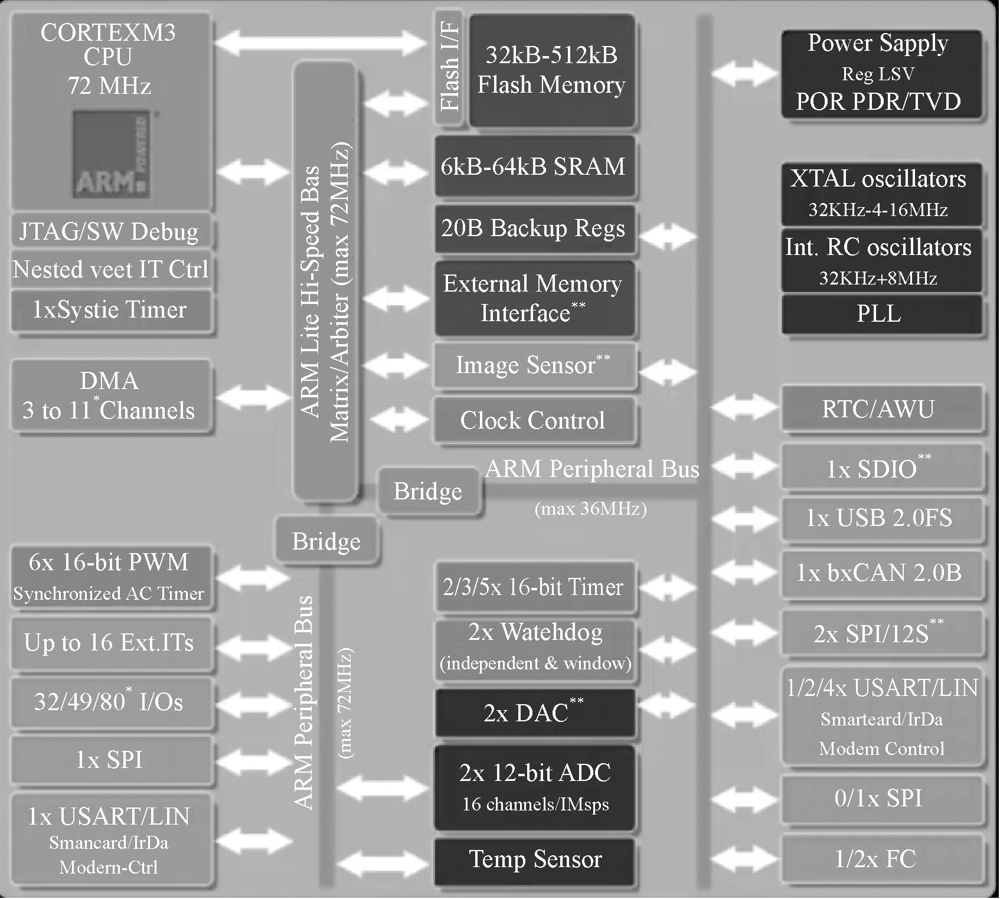 CORTEXM3
CPU
72 MHz
ARM POWERED
JTAG/SW Debug
Nested veet IT Ctrl
1xSystie Timer
DMA
3 to 11*Channels
ARM Lite Hi-Speed Bas
Matrix/Arbiter (max 72MHz)
Flash I/F
32kB-512kB
Flash Memory
6kB-64kB SRAM
20B Backup Regs
External Memory
Interface**
Image Sensor**
Clock Control
Bridge
ARM Peripheral Bus
(max 36MHz)
Bridge
ARM Peripheral Bus
(max 72MHz)
6x 16-bit PWM
Synchronized AC Timer
Up to 16 Ext.ITs
32/49/80* I/Os
1x SPI
1x USART/LIN
Smancard/IrDa
Modern-Ctrl
2/3/5x 16-bit Timer
2x Watehdog
(independent & window)
2x DAC**
2x 12-bit ADC
16 channels/IMsps
Temp Sensor
Power Sapply
Reg LSV
POR PDR/TVD
XTAL oscillators
32KHz-4-16MHz
Int. RC oscillators
32KHz+8MHz
PLL
RTC/AWU
1x SDIO**
1x USB 2.0FS
1x bxCAN 2.0B
2x SPI/12S**
1/2/4x USART/LIN
Smarteard/IrDa
Modem Control
0/1x SPI
1/2x FC